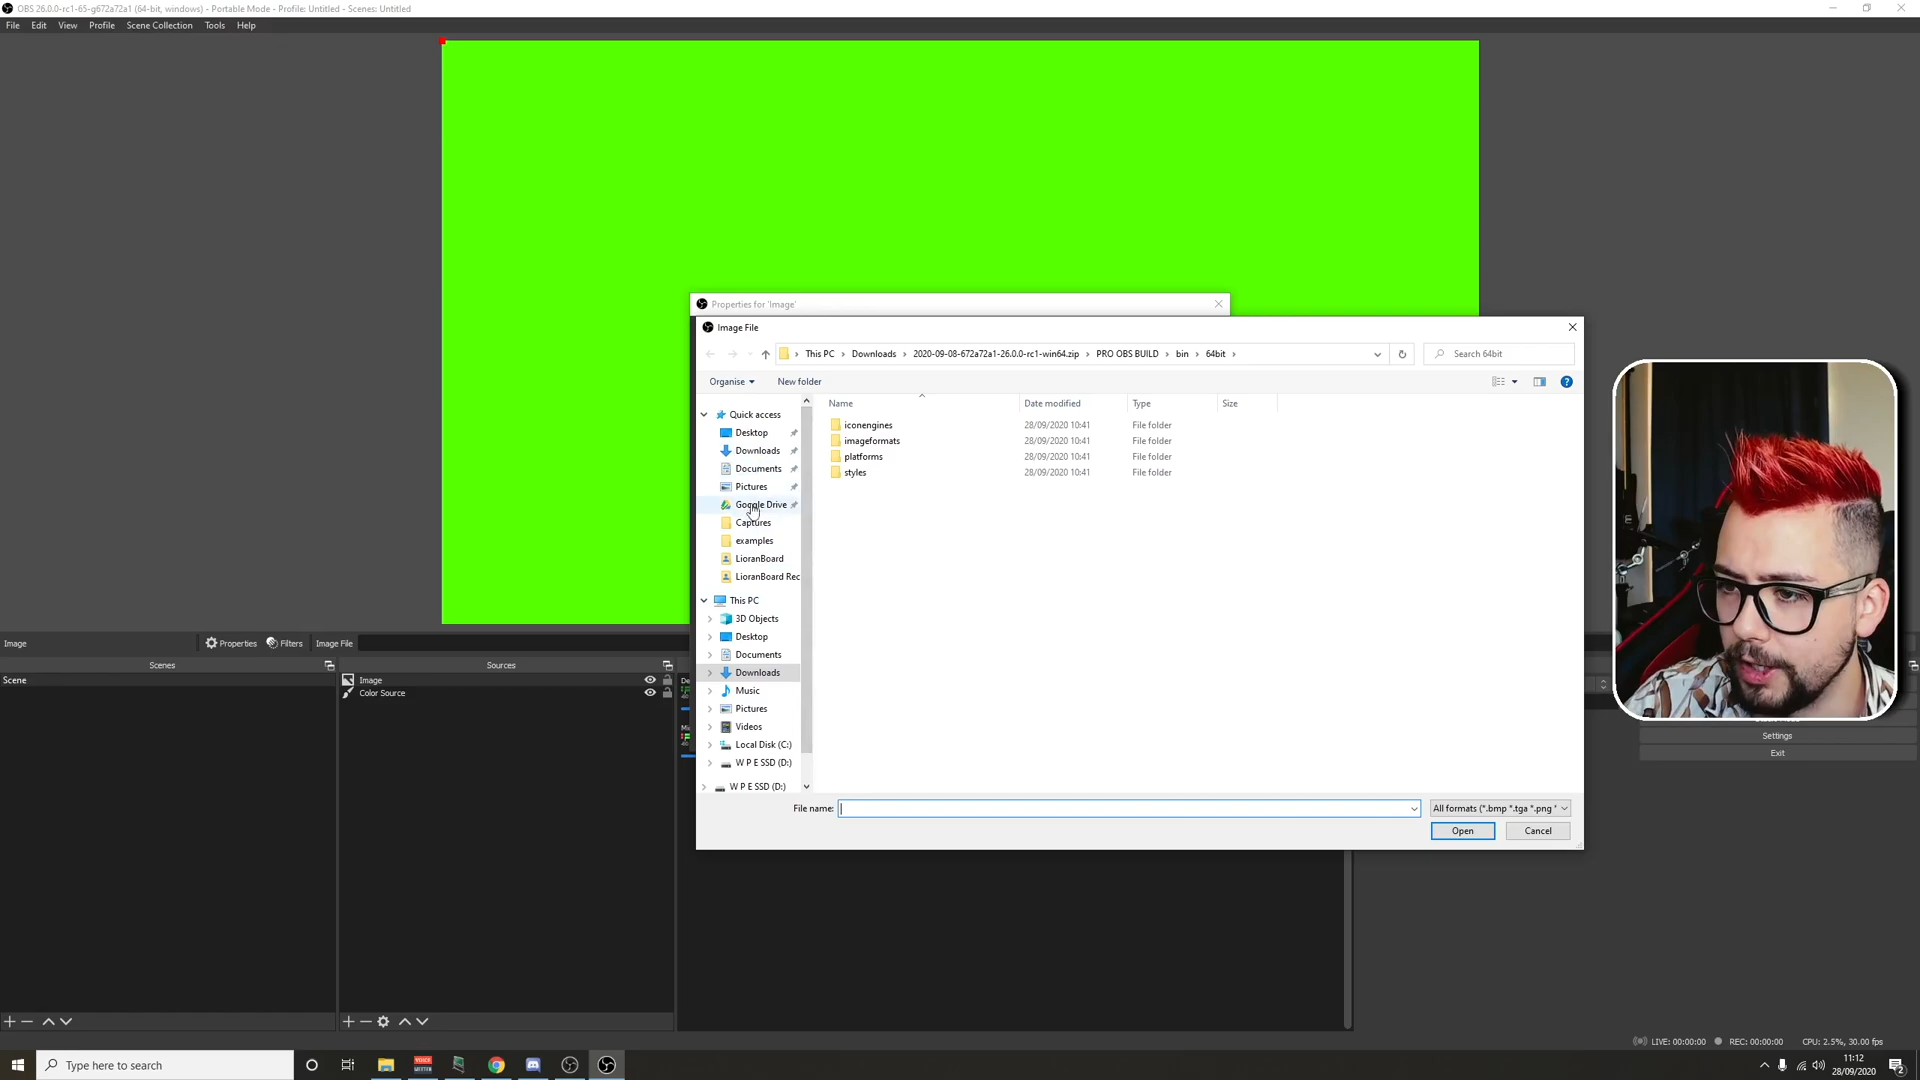 OBS 26.0.0-rc1-65-g672a72a1 (64-bit, windows) - Portable Mode - Profile: Untitled - Scenes: Untitled
File Edit View Profile Scene Collection Tools Help
Properties for 'Image'
Image File
This PC Downloads 2020-09-08-672a72a1-26.0.0-rc1-win64.zip PRO OBS BUILD bin 64bit
Search 64bit
Organise New folder
Name Date modified Type Size
Quick access
Desktop
Downloads
Documents
Pictures
Google Drive
Captures
examples
LioranBoard
LioranBoard Rec
This PC
3D Objects
Desktop
Documents
Downloads
Music
Pictures
Videos
Local Disk (C:)
W P E SSD (D:)
W P E SSD (D:)
iconengines 28/09/2020 10:41 File folder
imageformats 28/09/2020 10:41 File folder
platforms 28/09/2020 10:41 File folder
styles 28/09/2020 10:41 File folder
File name:
All formats (*.bmp *.tga *.png *
Open Cancel
Image Properties Filters Image File
Scenes Sources
Scene
Image
Color Source
Settings
Exit
LIVE: 00:00:00 REC: 00:00:00 CPU: 2.5%, 30.00 fps
Type here to search
VOICE
11:12
28/09/2020
2